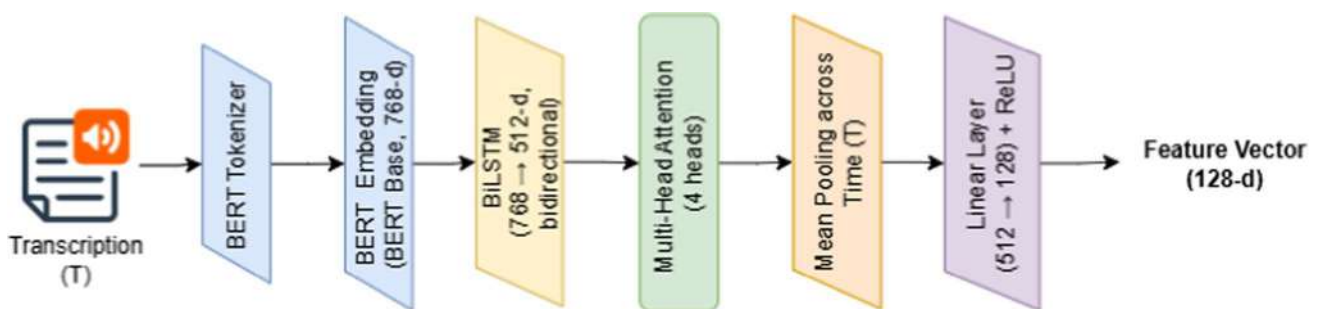 Transcription
(T)
BERT Tokenizer
BERT Embedding
(BERT Base, 768-d)
BiLSTM
(768 → 512-d,
bidirectional)
Multi-Head Attention
(4 heads)
Mean Pooling across
Time (T)
Linear Layer
(512 → 128) + ReLU
Feature Vector
(128-d)